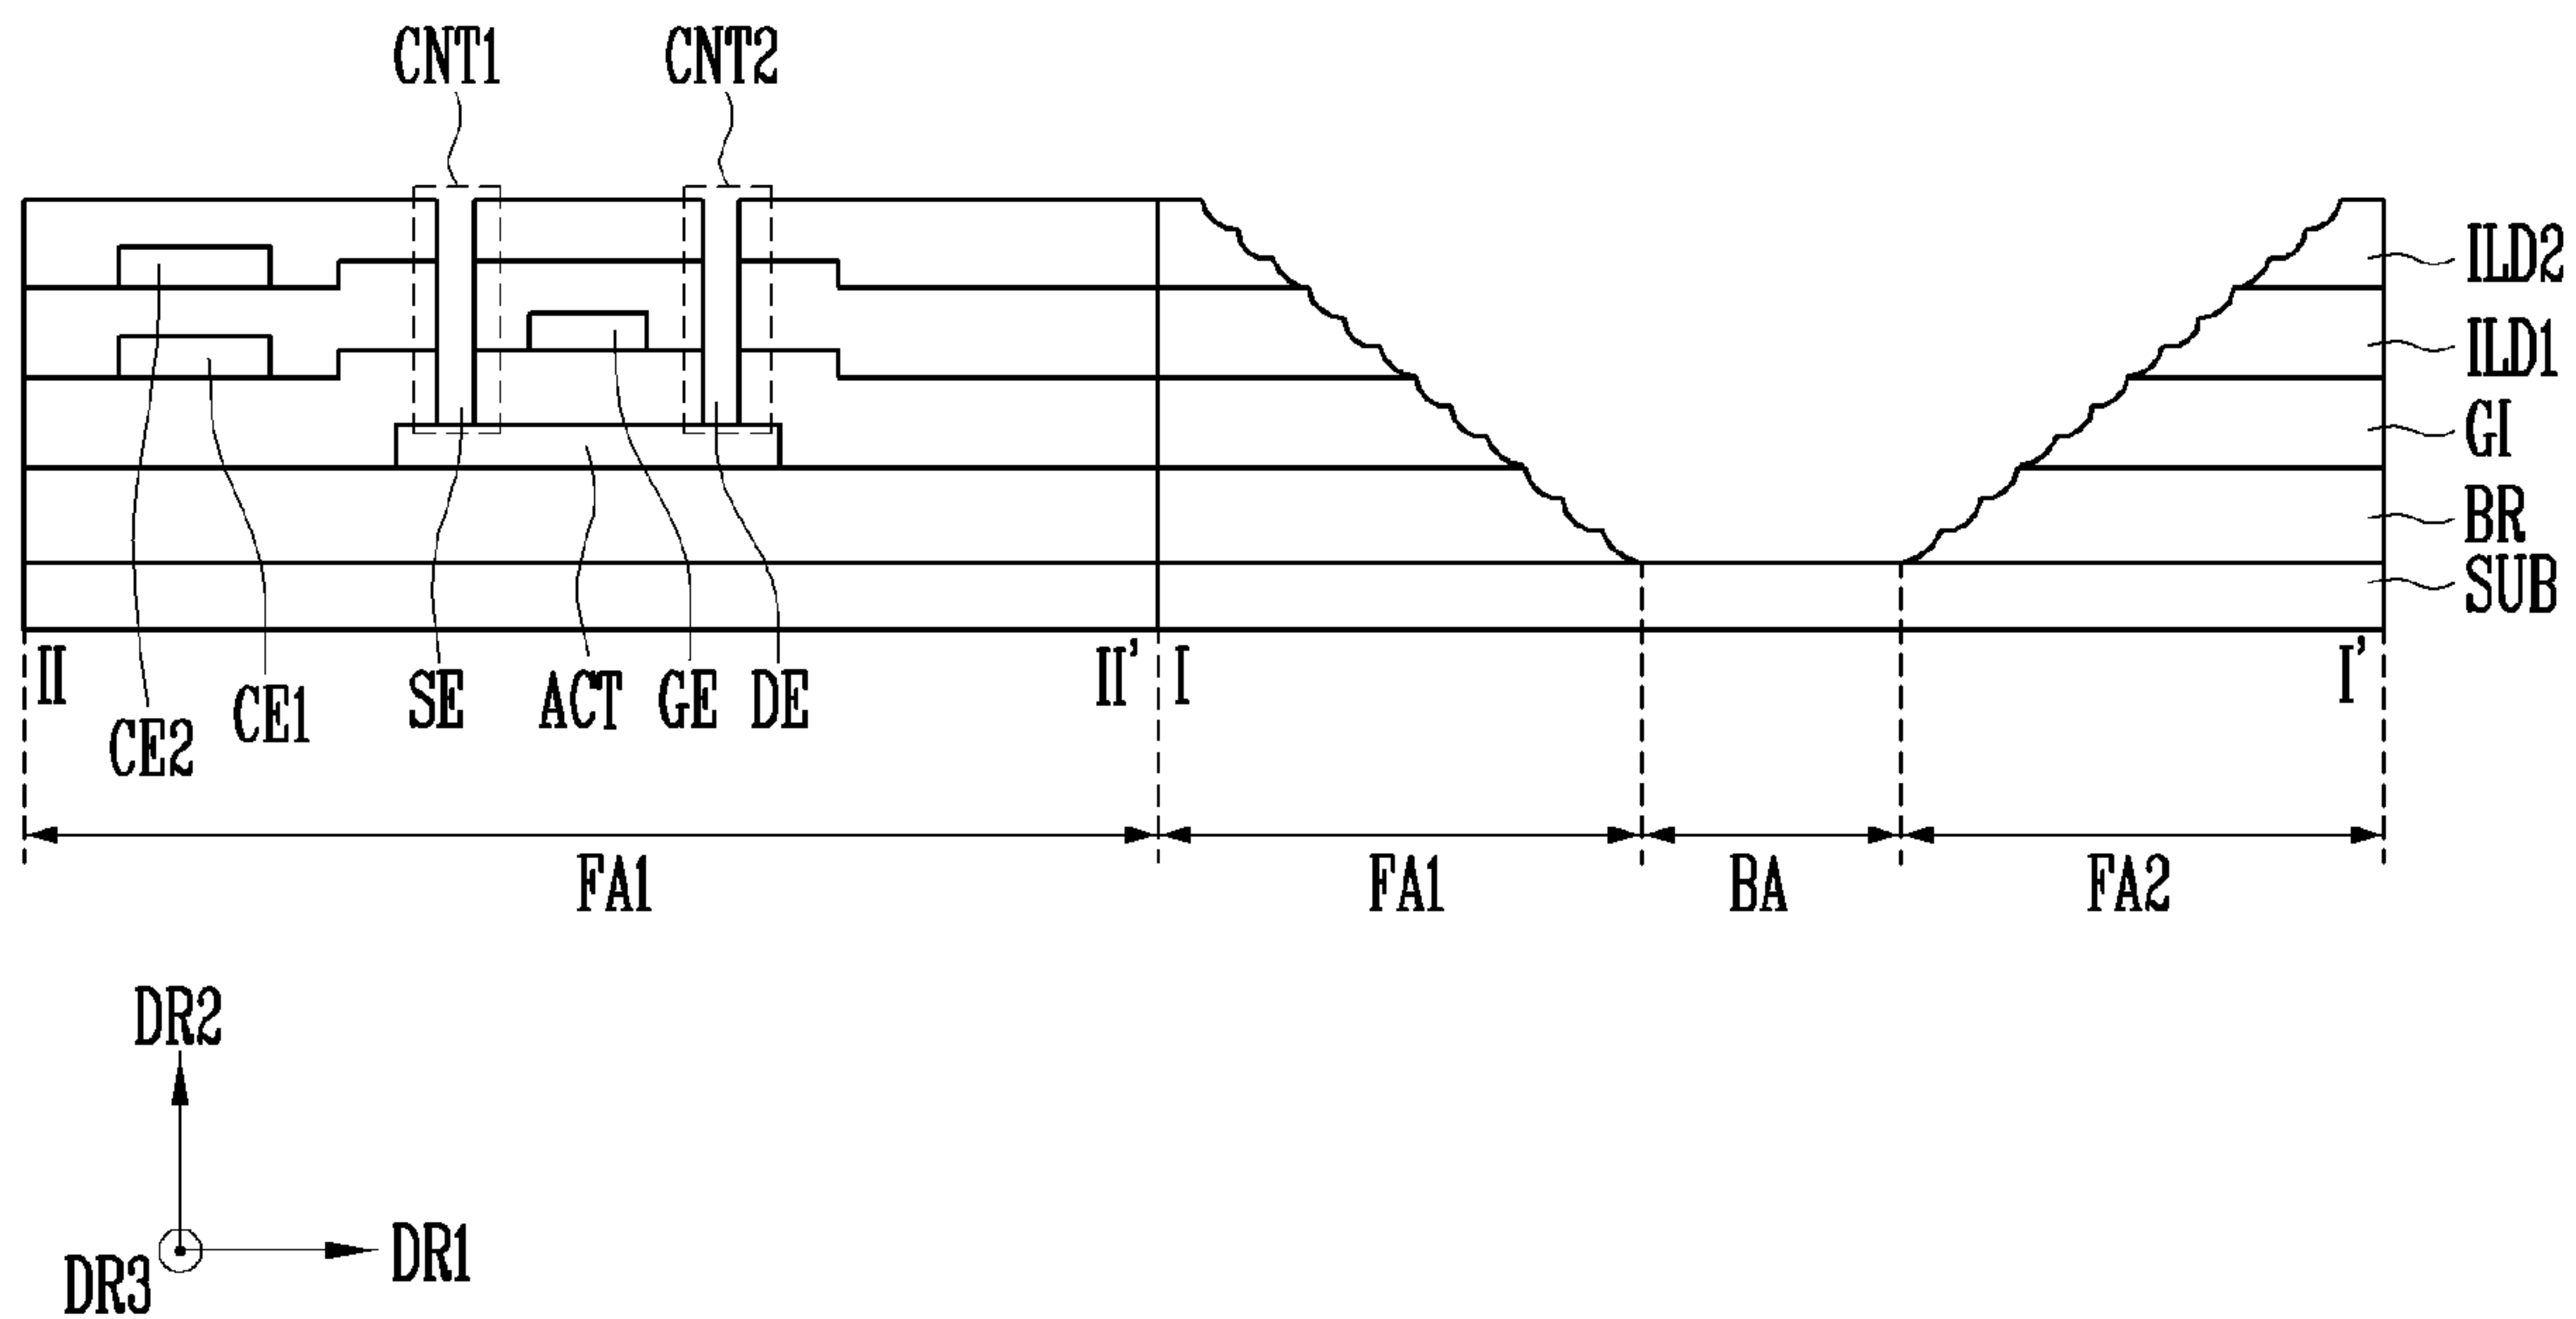 CNT1 CNT2
ILD2
ILD1
GI
BR
SUB
II II' I I'
CE2 CE1 SE ACT GE DE
FA1 FA1 BA FA2
DR2
DR1
DR3